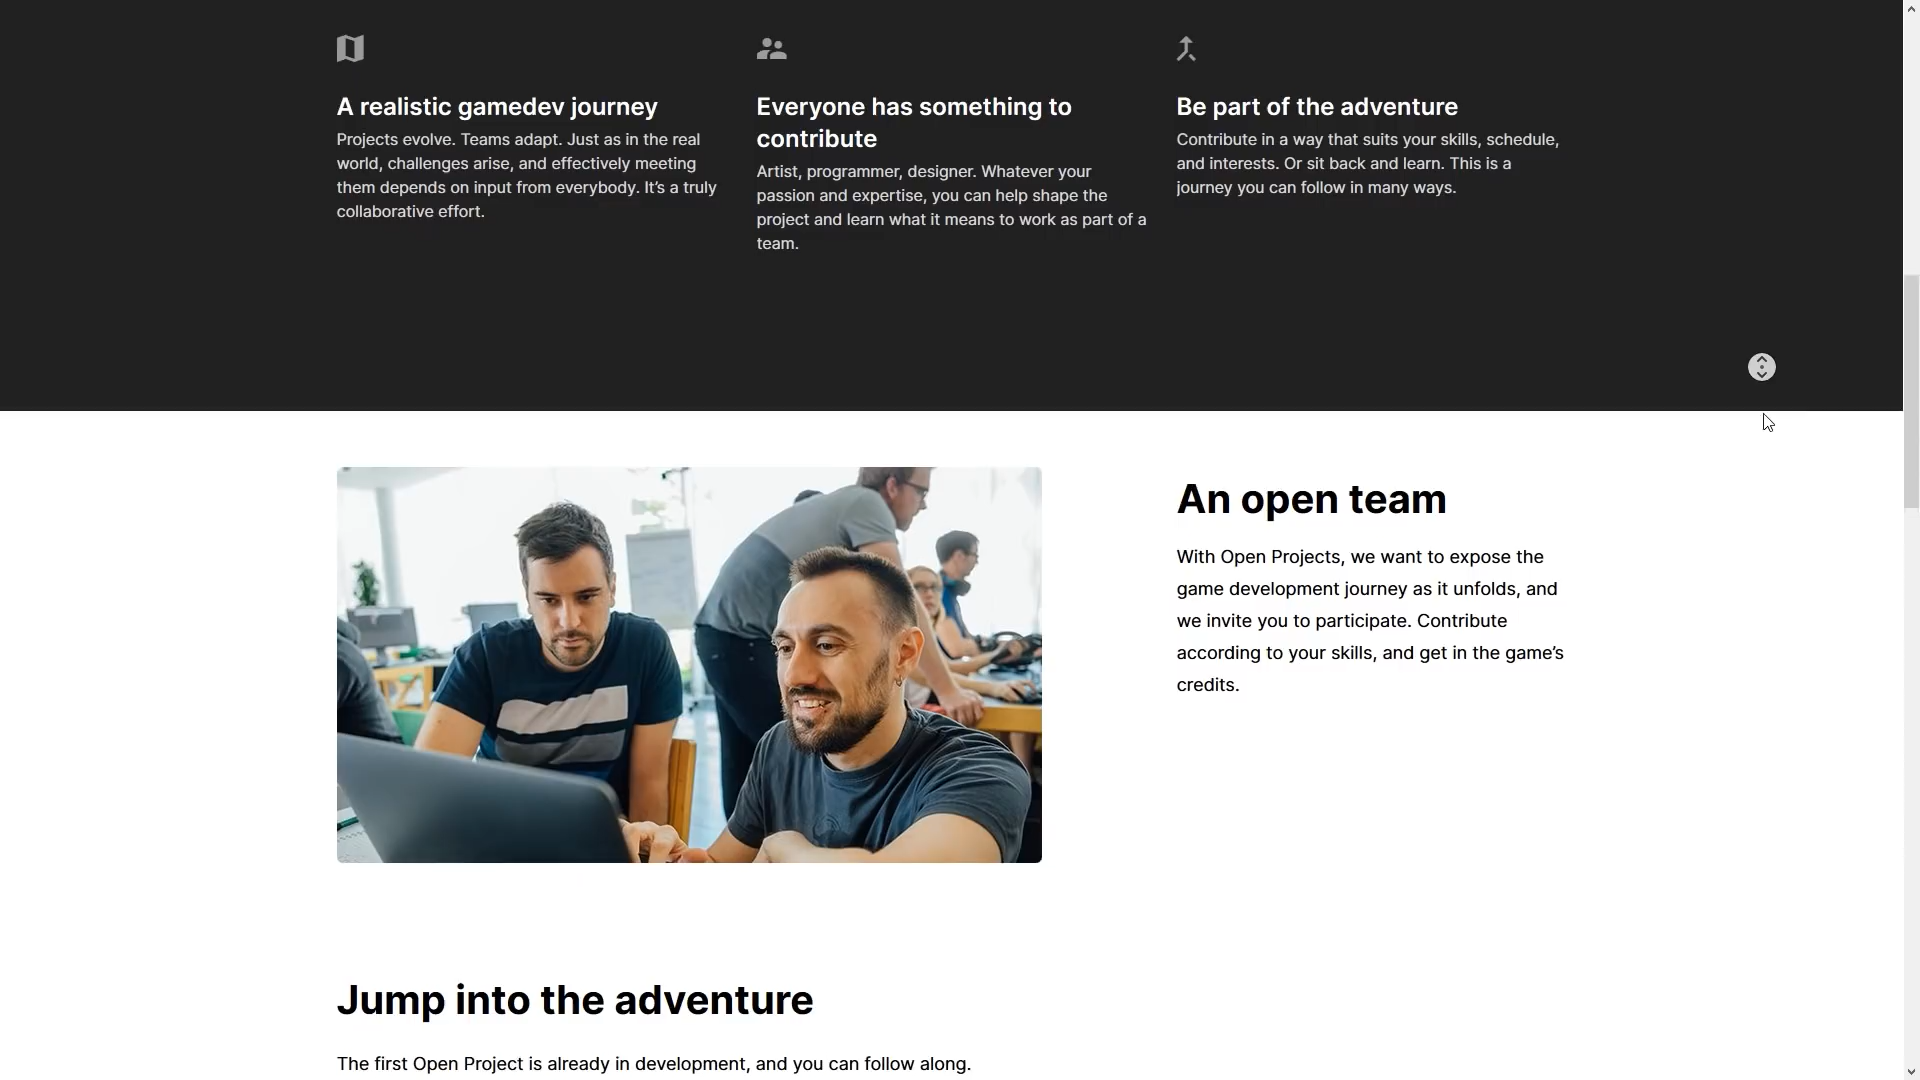 A realistic gamedev journey
Projects evolve. Teams adapt. Just as in the real
world, challenges arise, and effectively meeting
them depends on input from everybody. It’s a truly
collaborative effort.
Everyone has something to
contribute
Artist, programmer, designer. Whatever your
passion and expertise, you can help shape the
project and learn what it means to work as part of a
team.
Be part of the adventure
Contribute in a way that suits your skills, schedule,
and interests. Or sit back and learn. This is a
journey you can follow in many ways.
An open team
With Open Projects, we want to expose the
game development journey as it unfolds, and
we invite you to participate. Contribute
according to your skills, and get in the game’s
credits.
Jump into the adventure
The first Open Project is already in development, and you can follow along.